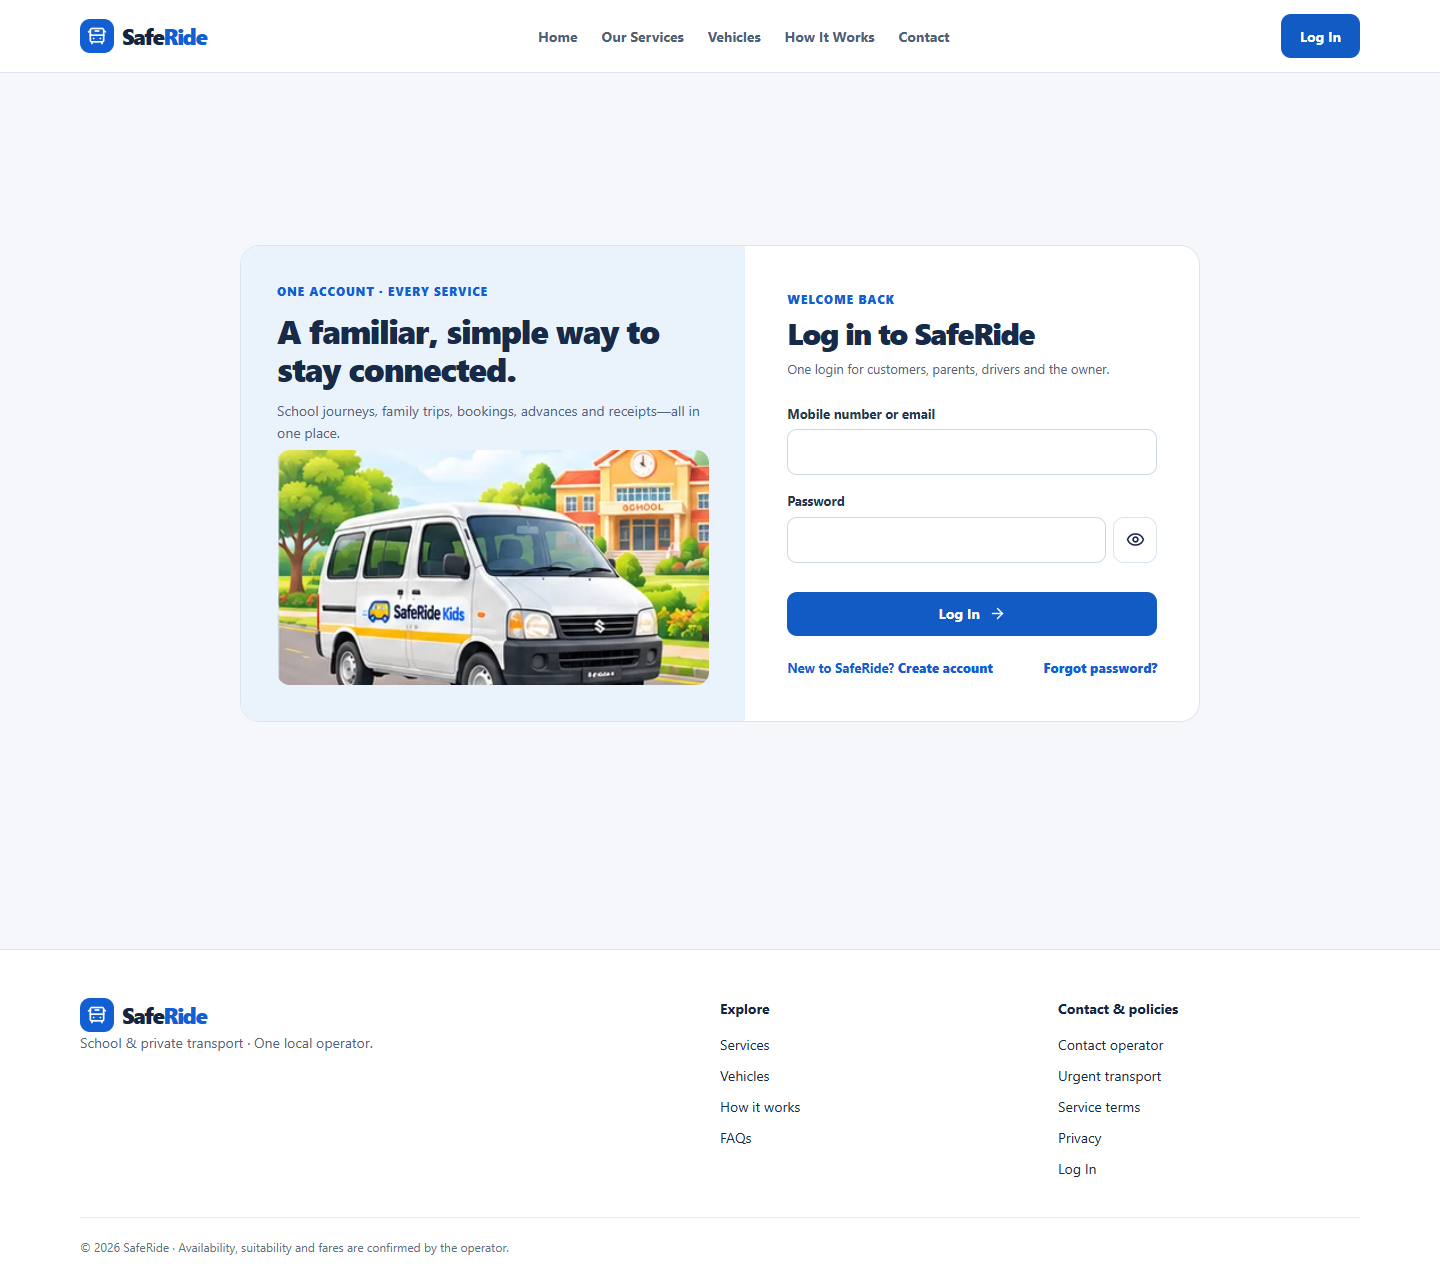 SafeRide
Home
Our Services
Vehicles
How It Works
Contact
Log In
ONE ACCOUNT · EVERY SERVICE
A familiar, simple way to
stay connected.
School journeys, family trips, bookings, advances and receipts—all in
one place.
SCHOOL
SafeRide Kids
WELCOME BACK
Log in to SafeRide
One login for customers, parents, drivers and the owner.
Mobile number or email
Password
Log In
New to SafeRide? Create account
Forgot password?
SafeRide
School & private transport · One local operator.
Explore
Services
Vehicles
How it works
FAQs
Contact & policies
Contact operator
Urgent transport
Service terms
Privacy
Log In
© 2026 SafeRide · Availability, suitability and fares are confirmed by the operator.